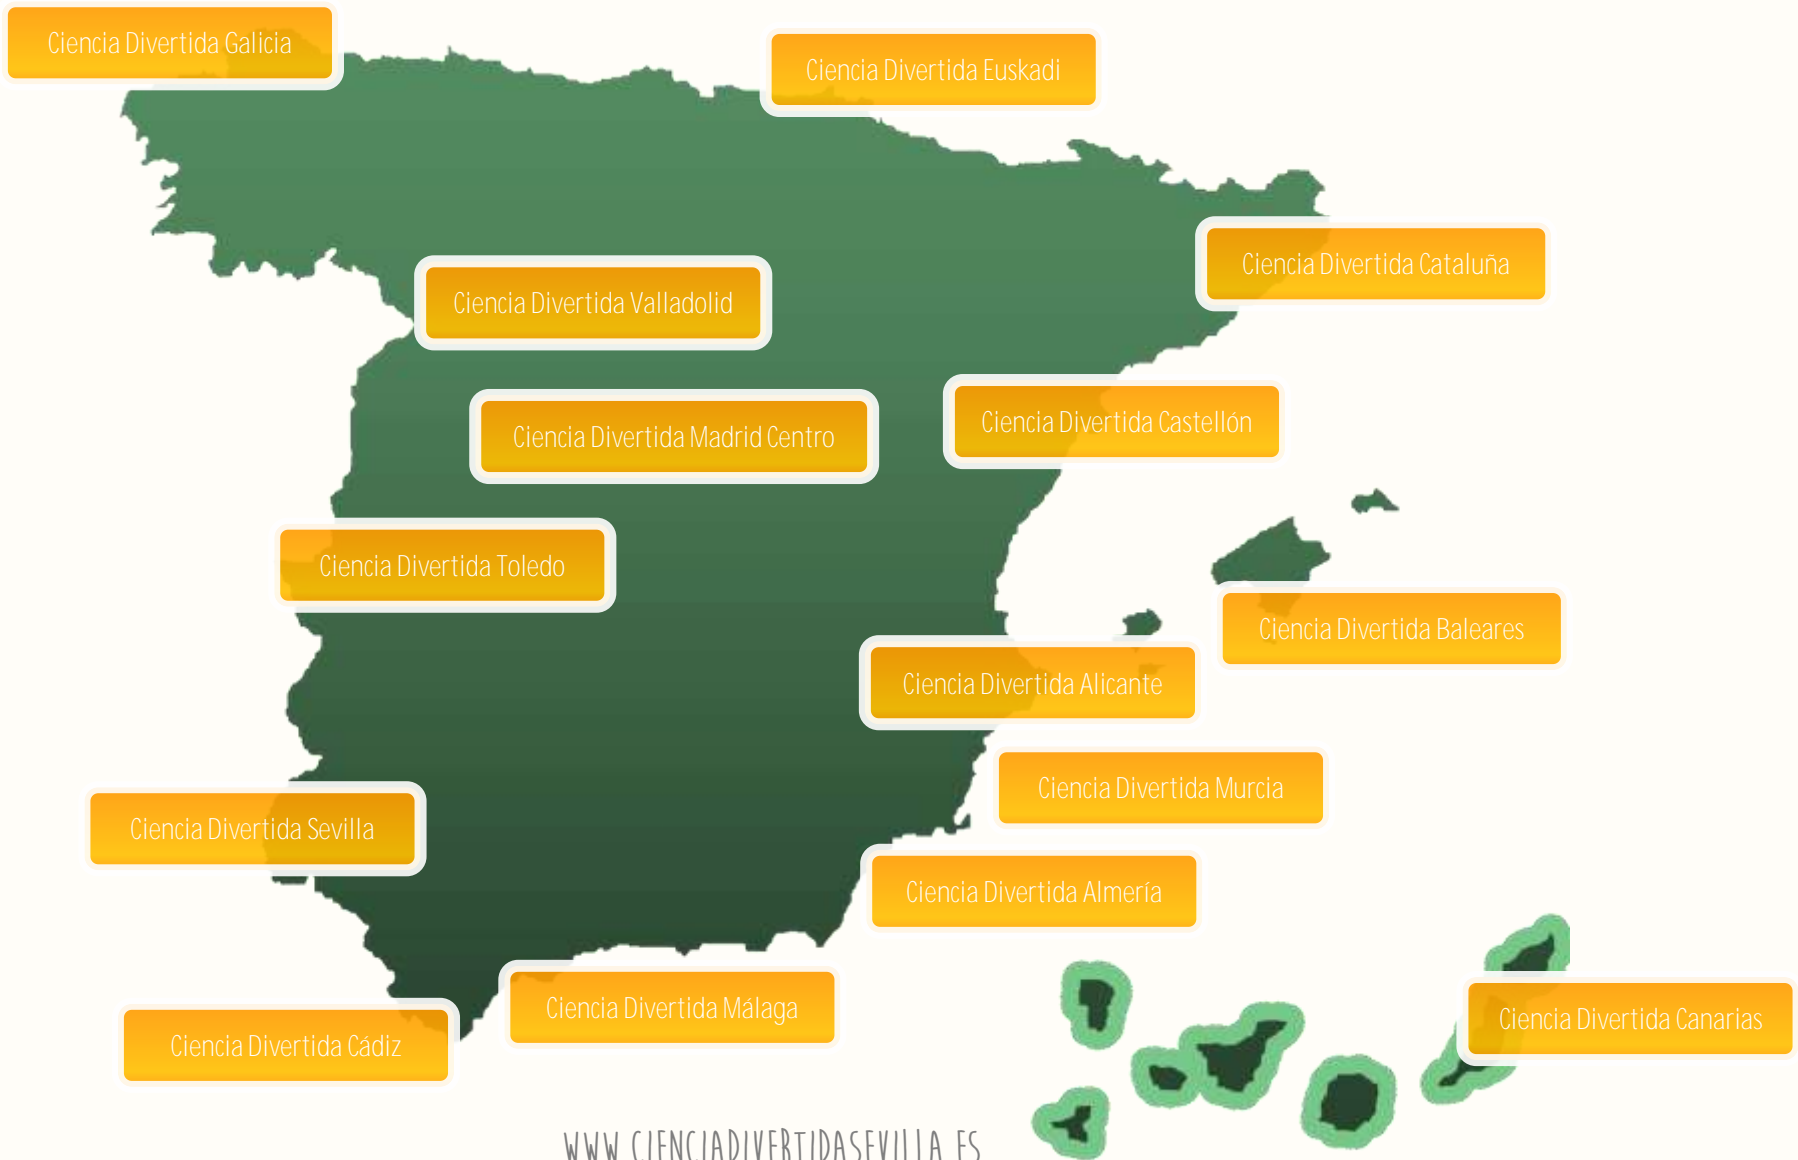 Ciencia Divertida Galicia
Ciencia Divertida Euskadi
Ciencia Divertida Cataluña
Ciencia Divertida Valladolid
Ciencia Divertida Castellón
Ciencia Divertida Madrid Centro
Ciencia Divertida Toledo
Ciencia Divertida Baleares
Ciencia Divertida Alicante
Ciencia Divertida Murcia
Ciencia Divertida Sevilla
Ciencia Divertida Almería
Ciencia Divertida Málaga
Ciencia Divertida Canarias
Ciencia Divertida Cádiz
WWW.CIENCIADIVERTIDASEVILLA.ES